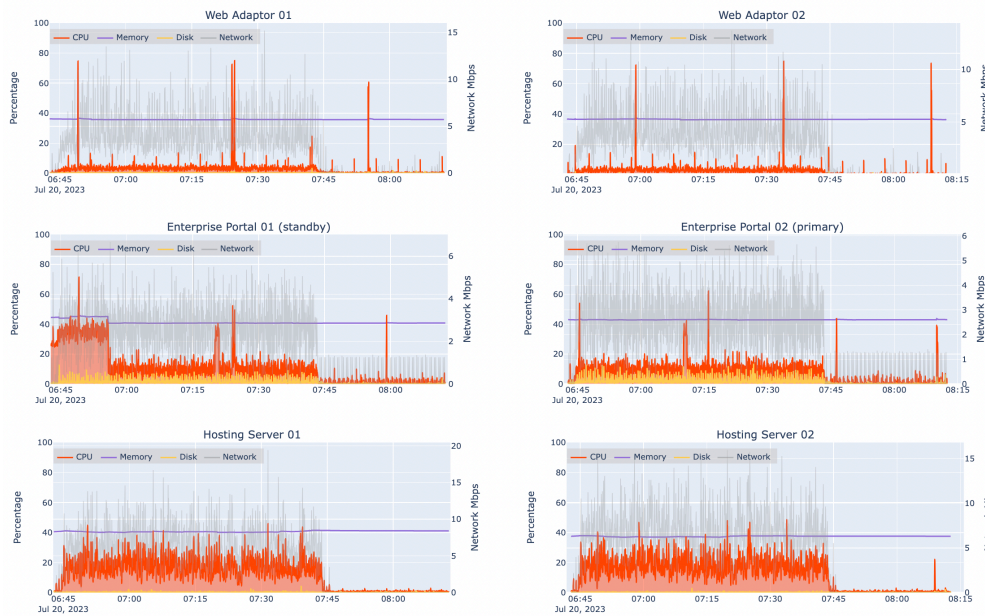 Web Adaptor 01
CPU Memory Disk Network
Percentage
100
80
60
40
20
0
Network Mbps
15
10
5
0
06:45 07:00 07:15 07:30 07:45 08:00
Jul 20, 2023
Web Adaptor 02
CPU Memory Disk Network
Percentage
100
80
60
40
20
Network Mbps
10
5
0
06:45 07:00 07:15 07:30 07:45 08:00 08:15
Jul 20, 2023
Enterprise Portal 01 (standby)
CPU Memory Disk Network
Percentage
100
80
60
40
20
0
Network Mbps
6
4
2
0
06:45 07:00 07:15 07:30 07:45 08:00
Jul 20, 2023
Enterprise Portal 02 (primary)
CPU Memory Disk Network
Percentage
100
80
60
40
20
0
Network Mbps
6
5
4
3
2
1
0
06:45 07:00 07:15 07:30 07:45 08:00 08:15
Jul 20, 2023
Hosting Server 01
CPU Memory Disk Network
Percentage
100
80
60
40
20
0
Network Mbps
20
15
10
5
0
06:45 07:00 07:15 07:30 07:45 08:00
Jul 20, 2023
Hosting Server 02
CPU Memory Disk Network
Percentage
100
80
60
40
20
0
15
10
5
0
06:45 07:00 07:15 07:30 07:45 08:00 08:15
Jul 20, 2023